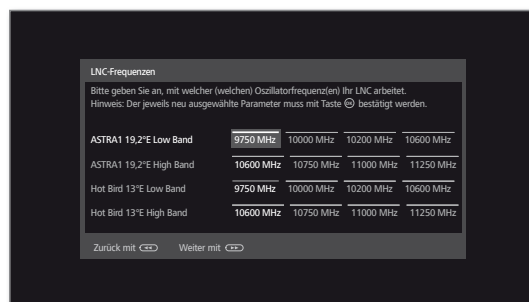 LNC-Frequenzen
Bitte geben Sie an, mit welcher (welchen) Oszillatorfrequenz(en) Ihr LNC arbeitet.
Hinweis: Der jeweils neu ausgewählte Parameter muss mit Taste OK bestätigt werden.
ASTRA1 19,2°E Low Band 9750 MHz 10000 MHz 10200 MHz 10600 MHz
ASTRA1 19,2°E High Band 10600 MHz 10750 MHz 11000 MHz 11250 MHz
Hot Bird 13°E Low Band 9750 MHz 10000 MHz 10200 MHz 10600 MHz
Hot Bird 13°E High Band 10600 MHz 10750 MHz 11000 MHz 11250 MHz
Zurück mit Weiter mit